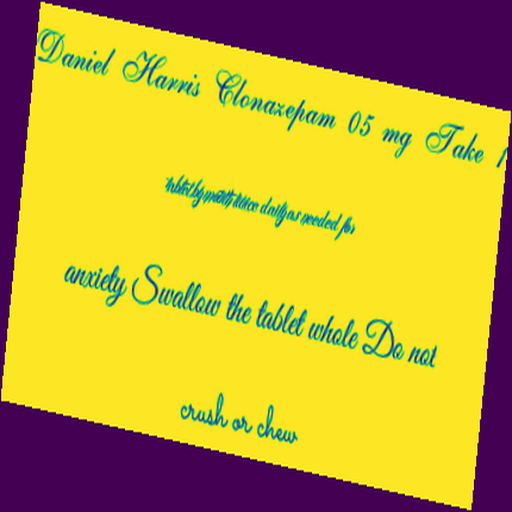 Daniel Harris Clonazepam 05 mg Take 1
tablet by mouth twice daily as needed for
anxiety Swallow the tablet whole Do not
crush or chew